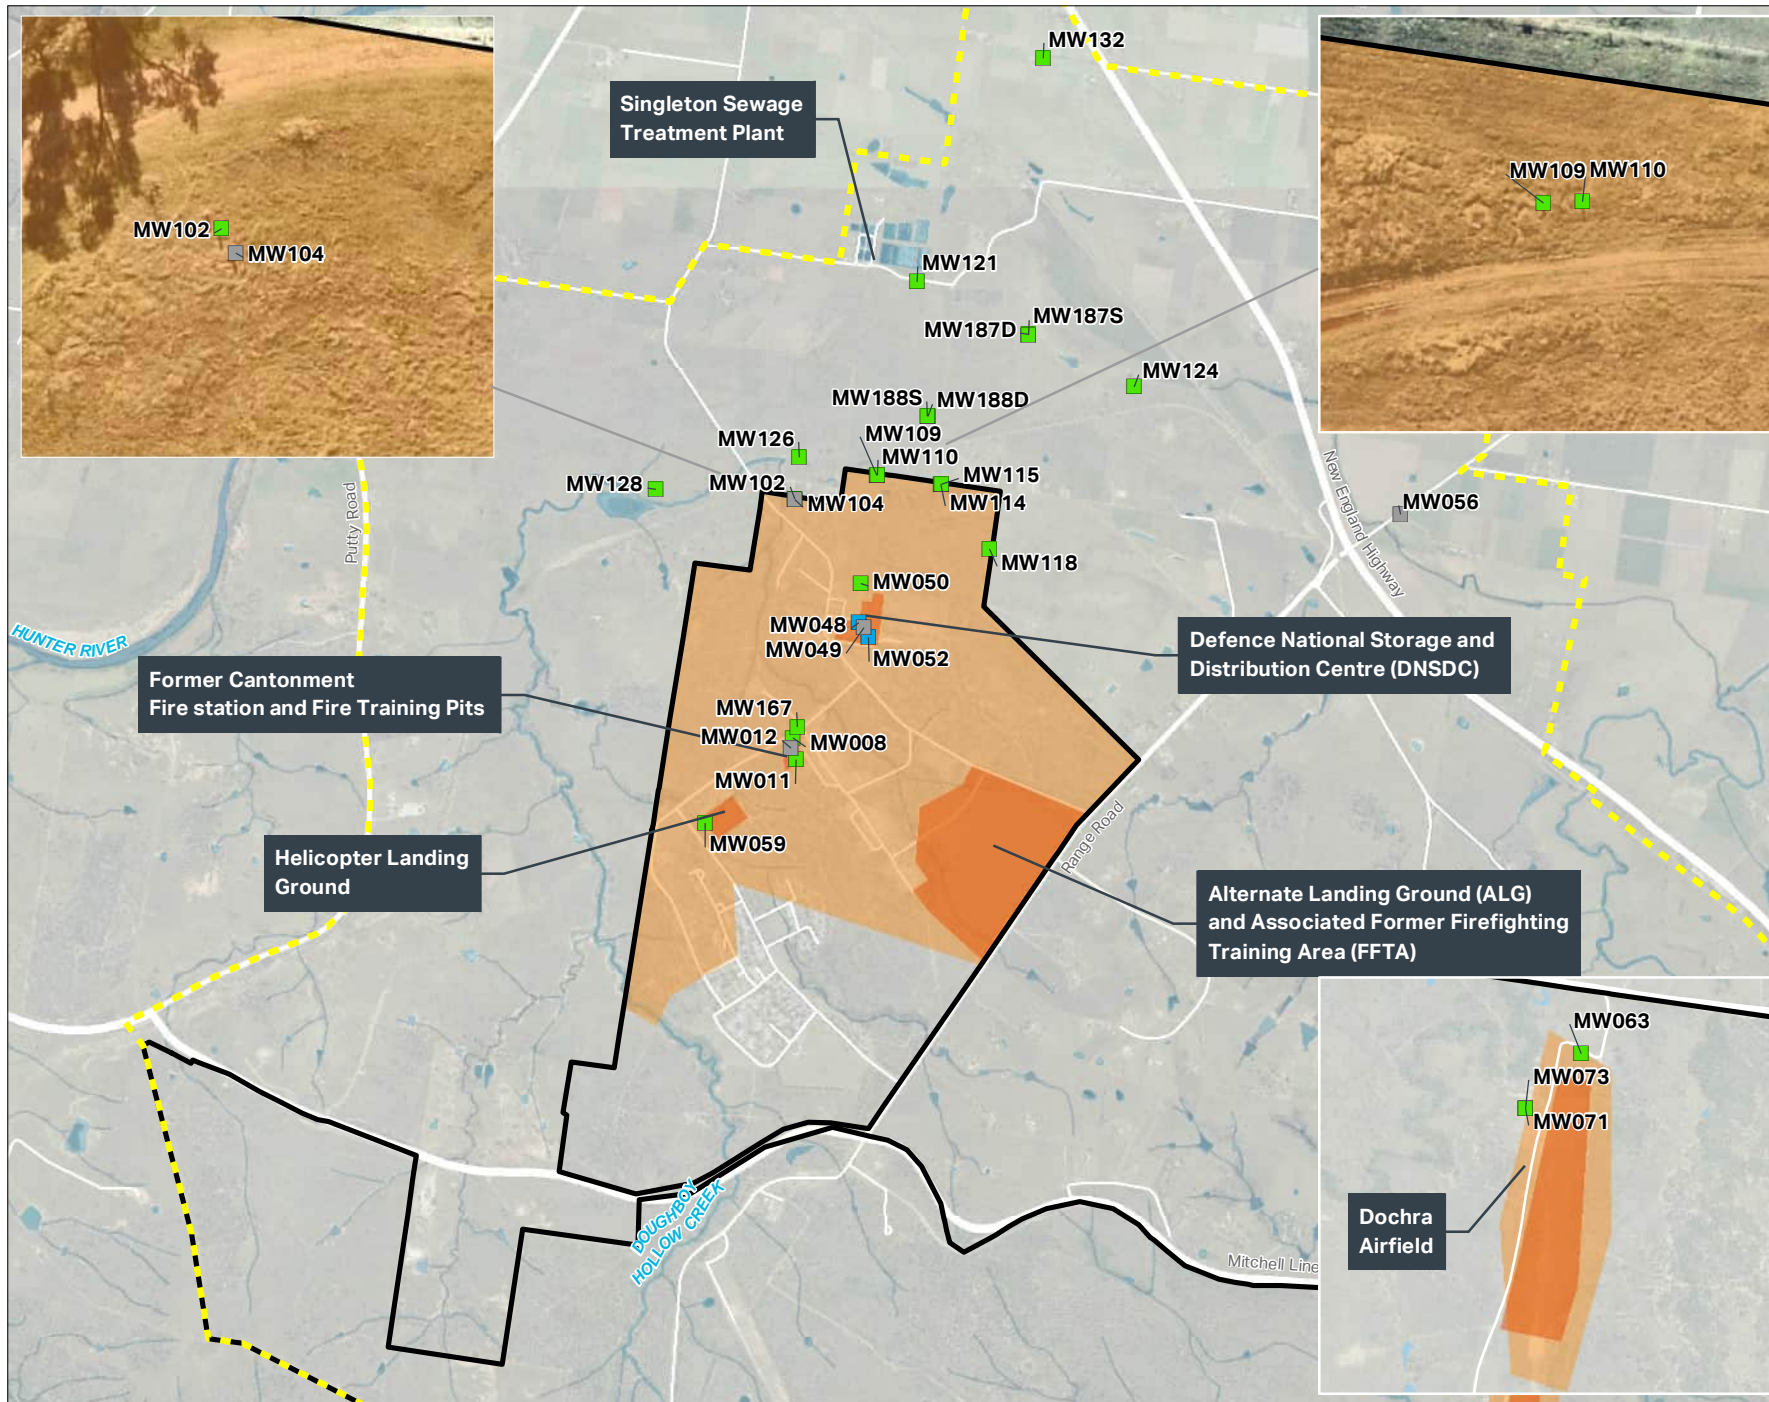 MW132
Singleton Sewage
Treatment Plant
MW109
MW110
MW102
MW104
MW121
MW187S
MW187D
MW124
MW188S
MW188D
MW109
MW126
MW110
MW115
MW128
MW102
MW104
MW114
MW056
Putty Road
New England Highway
MW118
MW050
HUNTER RIVER
MW048
MW049
MW052
Defence National Storage and
Distribution Centre (DNSDC)
Former Cantonment
Fire station and Fire Training Pits
MW167
MW012
MW008
MW011
MW059
Range Road
Helicopter Landing
Ground
Alternate Landing Ground (ALG)
and Associated Former Firefighting
Training Area (FFTA)
MW063
MW073
MW071
DOUGHBOY
HOLLOW CREEK
Dochra
Airfield
Mitchell Line